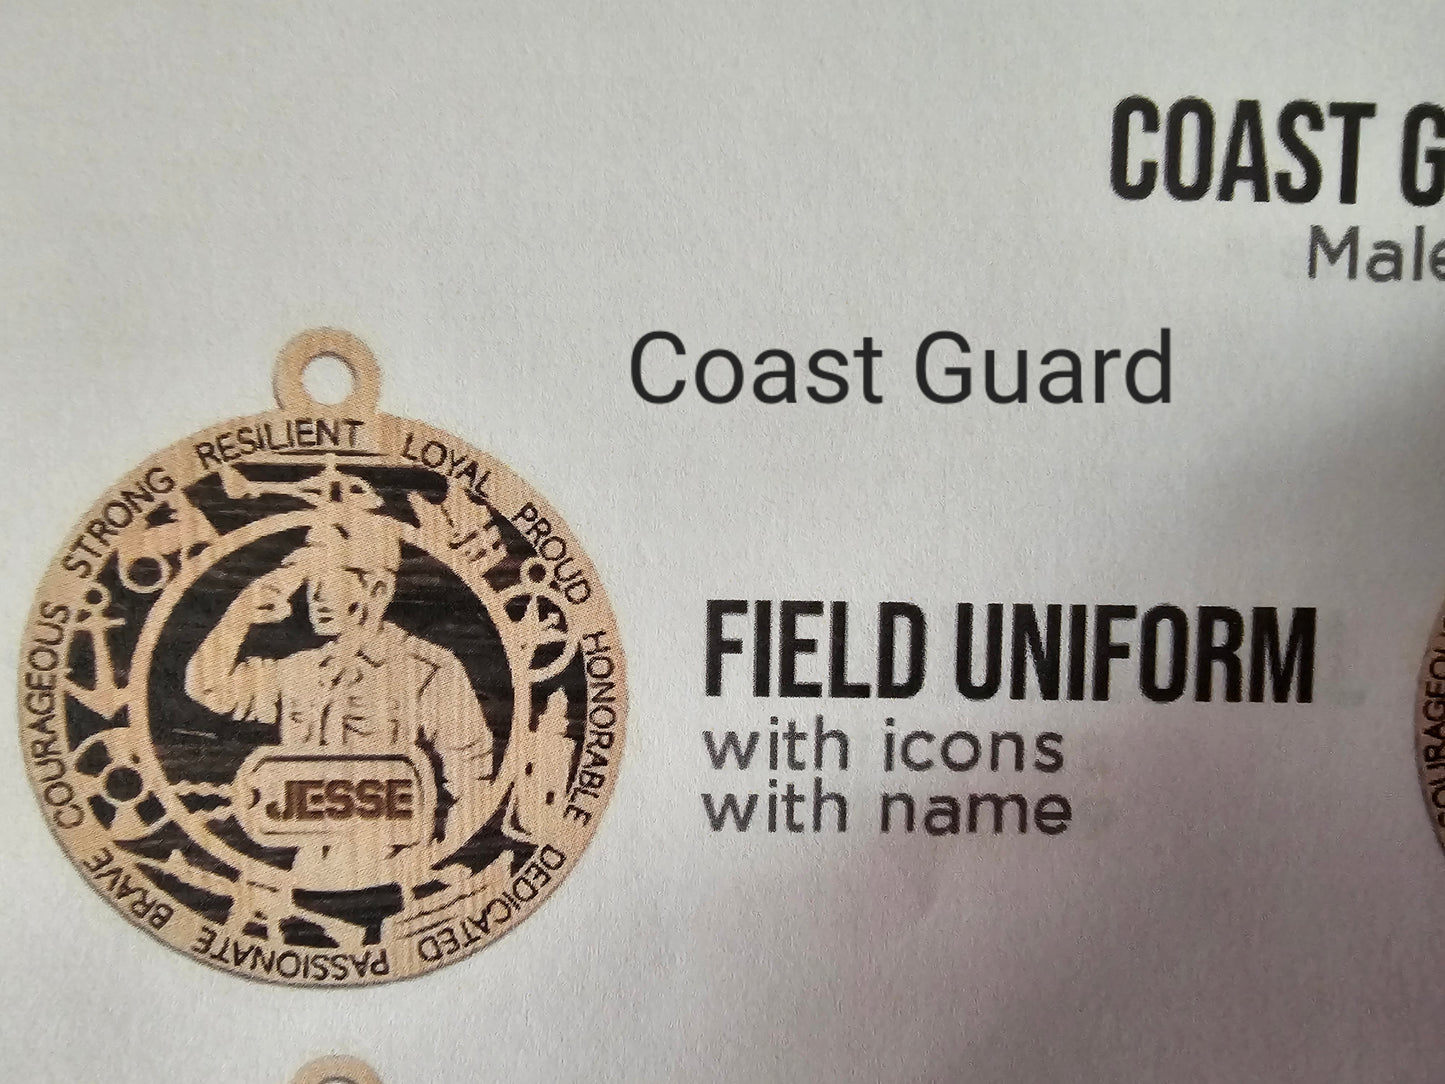 COAST G
Male
Coast Guard
COURAGEOUS STRONG RESILIENT LOYAL PROUD HONORABLE DEDICATED PASSIONATE BRAVE
JESSE
FIELD UNIFORM
with icons
with name